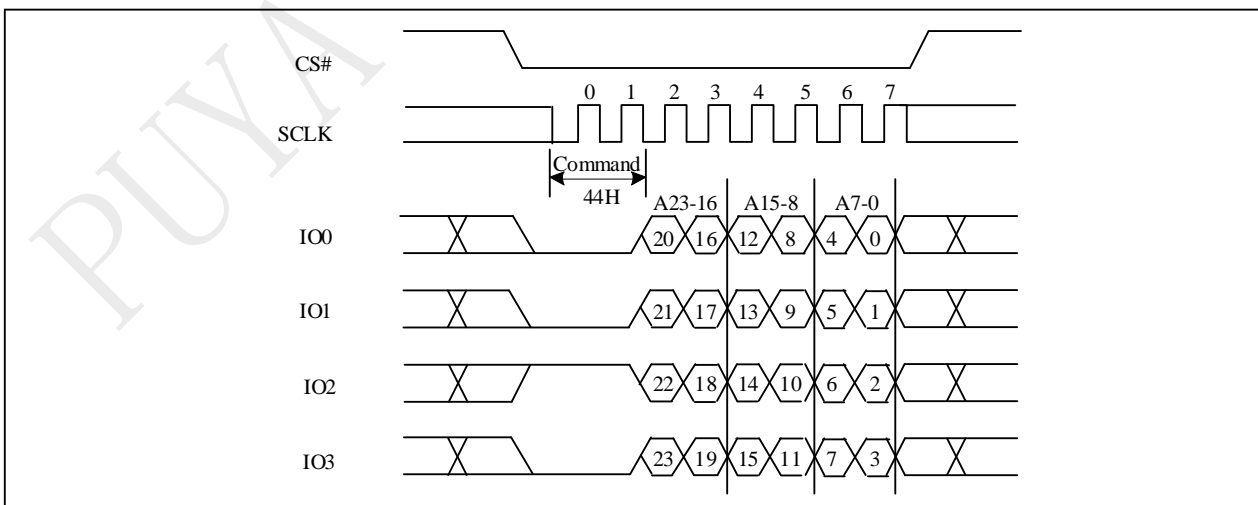 PUYA
CS#
0 1 2 3 4 5 6 7
SCLK
Command
44H
A23-16 A15-8 A7-0
IO0 20 16 12 8 4 0
IO1 21 17 13 9 5 1
IO2 22 18 14 10 6 2
IO3 23 19 15 11 7 3